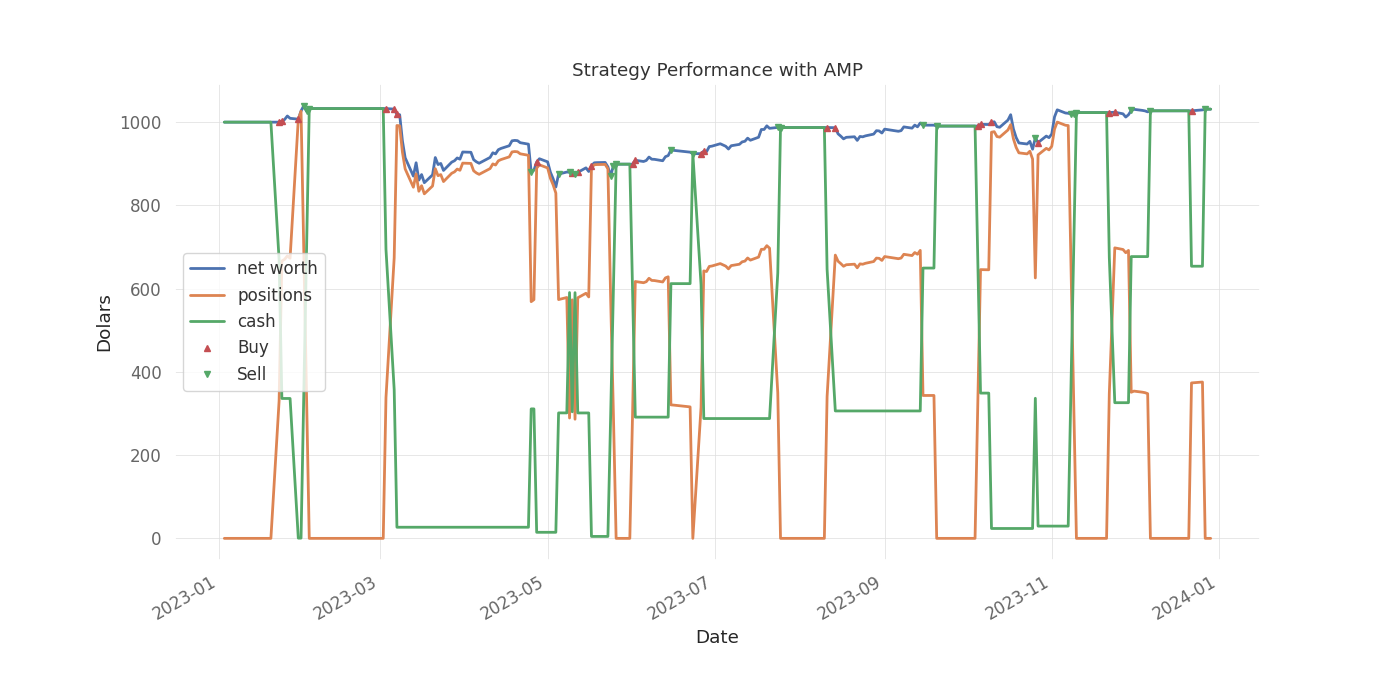 Strategy Performance with AMP
Dolars
1000
800
600
400
200
0
net worth
positions
cash
Buy
Sell
2023-01
2023-03
2023-05
2023-07
2023-09
2023-11
2024-01
Date